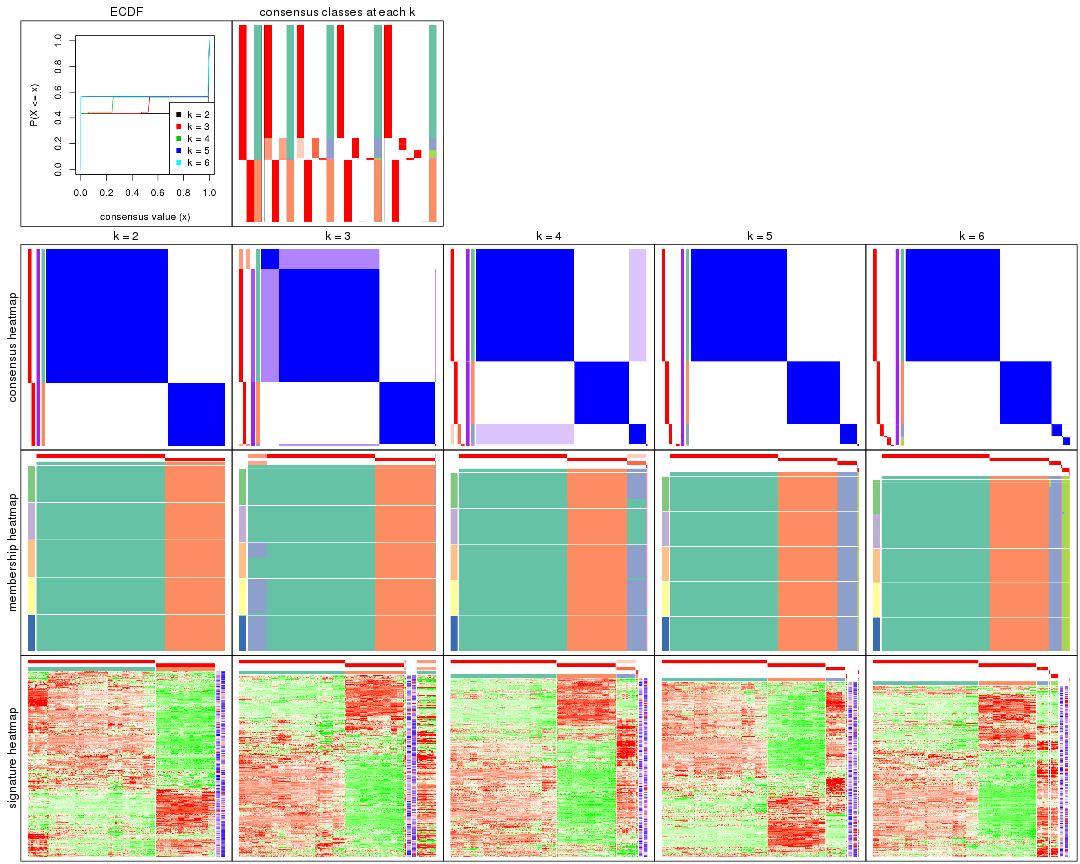 ECDF
consensus classes at each k
P(X <= x)
1.0
0.8
0.6
0.4
0.2
0.0
k = 2
k = 3
k = 4
k = 5
k = 6
0.0 0.2 0.4 0.6 0.8 1.0
consensus value (x)
k = 2
k = 3
k = 4
k = 5
k = 6
consensus heatmap
membership heatmap
signature heatmap